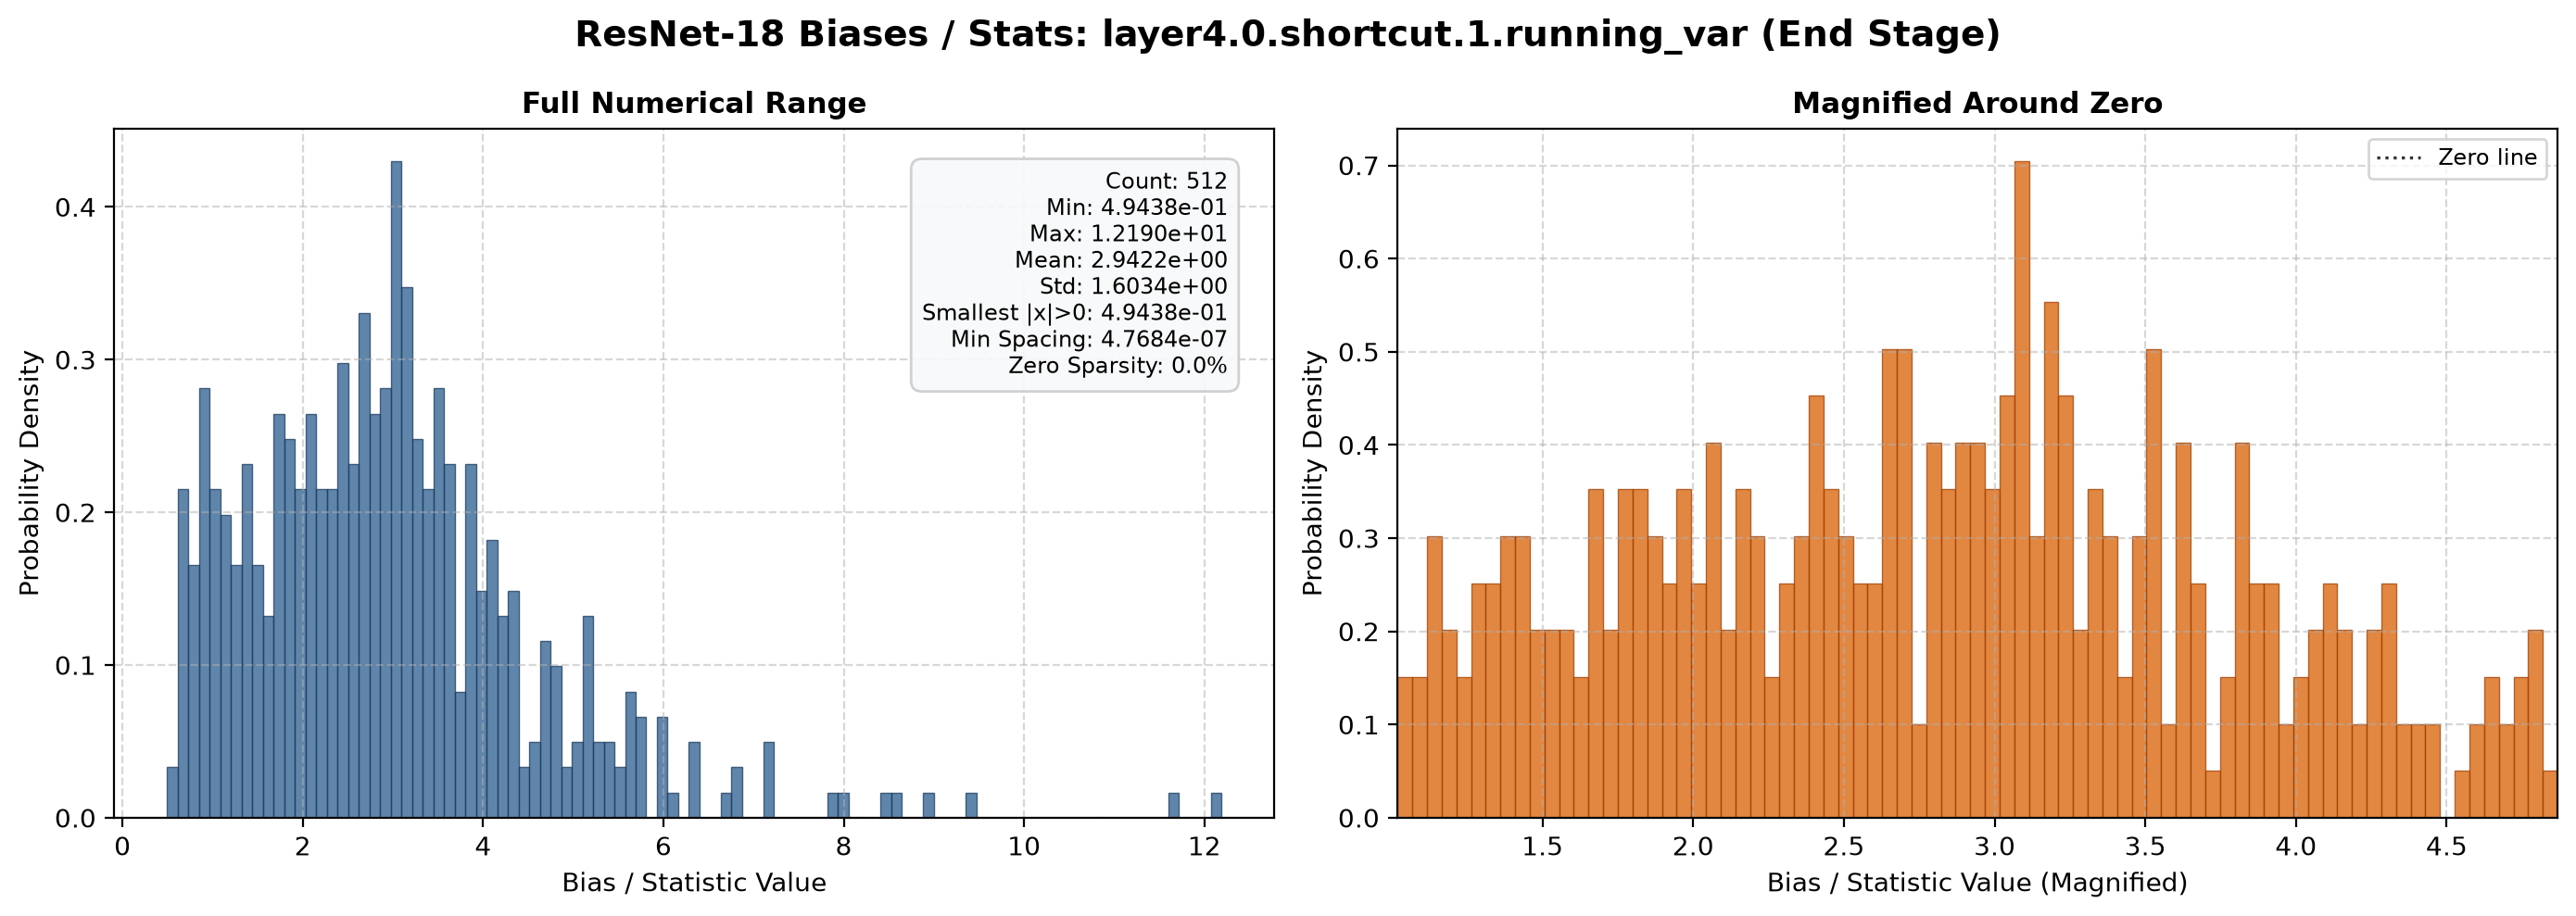 ResNet-18 Biases / Stats: layer4.0.shortcut.1.running_var (End Stage)
Full Numerical Range
Probability Density
0.4
0.3
0.2
0.1
0.0
Count: 512
Min: 4.9438e-01
Max: 1.2190e+01
Mean: 2.9422e+00
Std: 1.6034e+00
Smallest |x|>0: 4.9438e-01
Min Spacing: 4.7684e-07
Zero Sparsity: 0.0%
0 2 4 6 8 10 12
Bias / Statistic Value
Magnified Around Zero
Probability Density
0.7
0.6
0.5
0.4
0.3
0.2
0.1
0.0
Zero line
1.5 2.0 2.5 3.0 3.5 4.0 4.5
Bias / Statistic Value (Magnified)